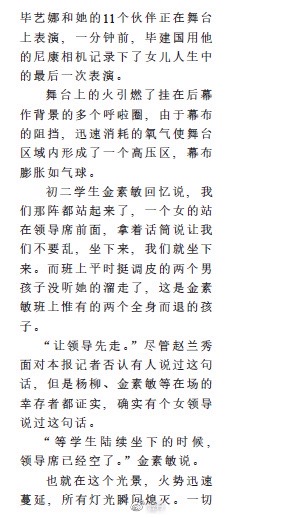 毕艺娜和她的11个伙伴正在舞台
上表演，一分钟前，毕建国用他
的尼康相机记录下了女儿人生中
的最后一次表演。
舞台上的火引燃了挂在后幕
作背景的多个呼啦圈，由于幕布
的阻挡，迅速消耗的氧气使舞台
区域内形成了一个高压区，幕布
膨胀如气球。
初二学生金素敏回忆说，我
们那阵都站起来了，一个女的站
在领导席前面，拿着话筒说让我
们不要乱，坐下来，我们就坐下
来。而班上平时挺调皮的两个男
孩子没听她的溜走了，这是金素
敏班上惟有的两个全身而退的孩
子。
“让领导先走。”尽管赵兰秀
面对本报记者否认有人说过这句
话，但是杨柳、金素敏等在场的
幸存者都证实，确实有个女领导
说过这句话。
“等学生陆续坐下的时候，
领导席已经空了。”金素敏说。
也就在这个光景，火势迅速
蔓延，所有灯光瞬间熄灭。一切